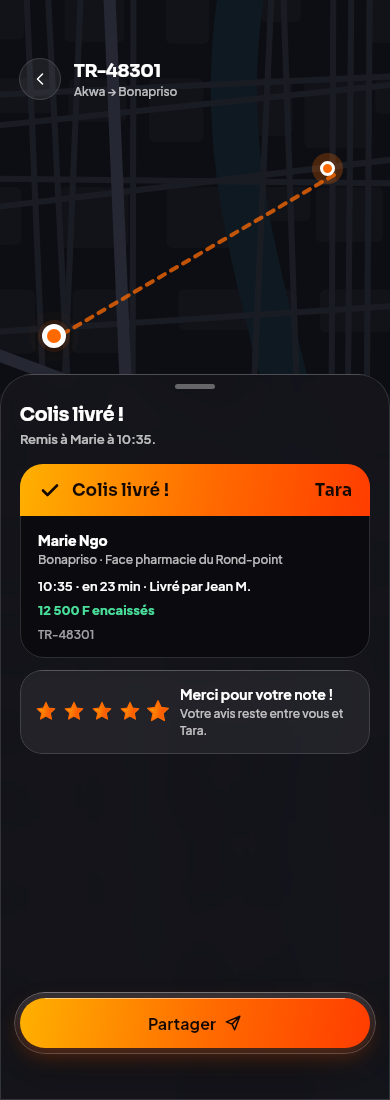 TR-48301
Akwa → Bonapriso
Colis livré !
Remis à Marie à 10:35.
Colis livré !
Tara
Marie Ngo
Bonapriso · Face pharmacie du Rond-point
10:35 · en 23 min · Livré par Jean M.
12 500 F encaissés
TR-48301
Merci pour votre note !
Votre avis reste entre vous et
Tara.
Partager